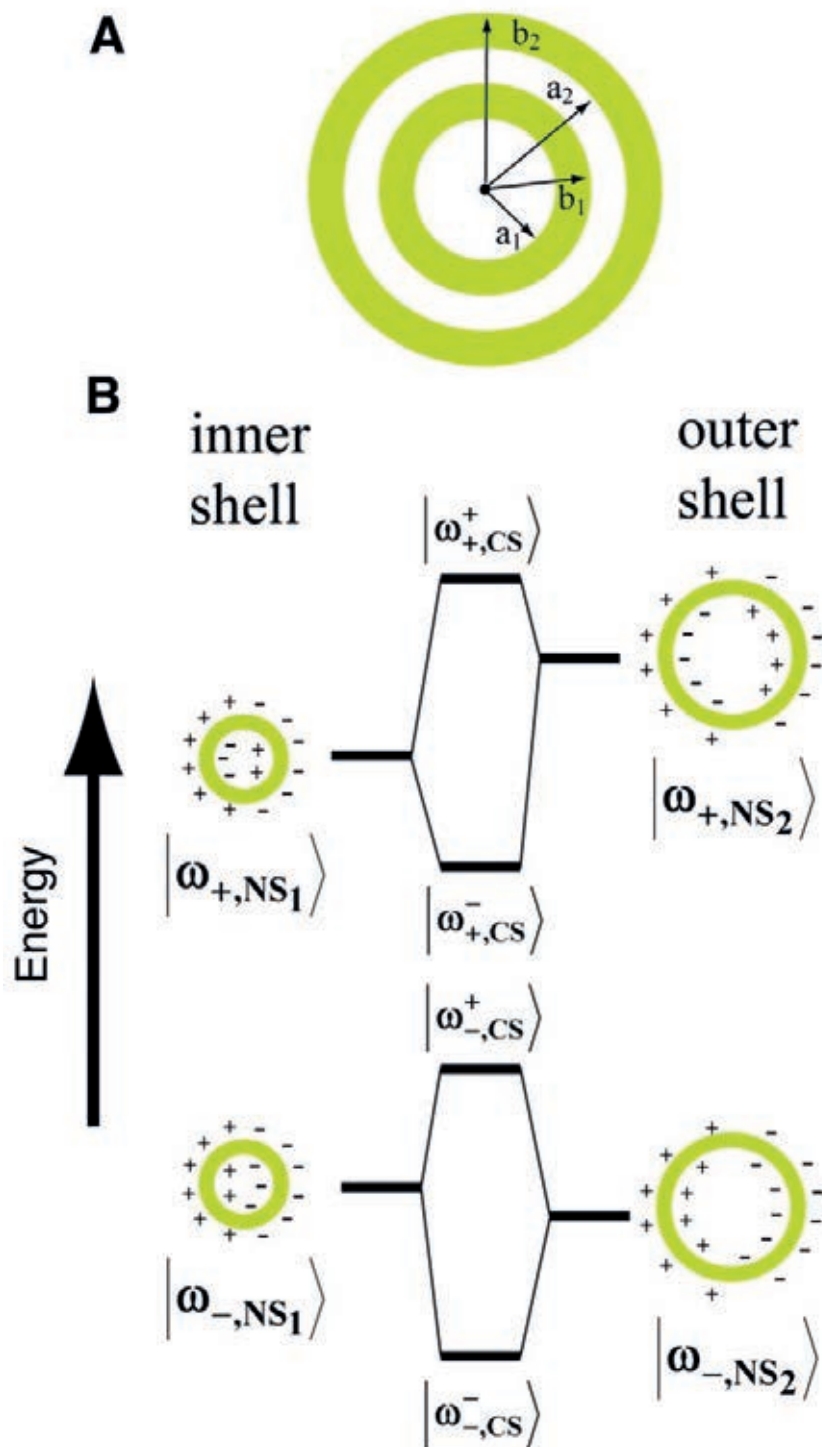 A
b₂
a₂
b₁
a₁
B
inner
shell
outer
shell
|ω⁺₊,CS⟩
|ω₊,NS₁⟩
|ω₊,NS₂⟩
|ω⁻₊,CS⟩
Energy
|ω⁺₋,CS⟩
|ω₋,NS₁⟩
|ω₋,NS₂⟩
|ω⁻₋,CS⟩